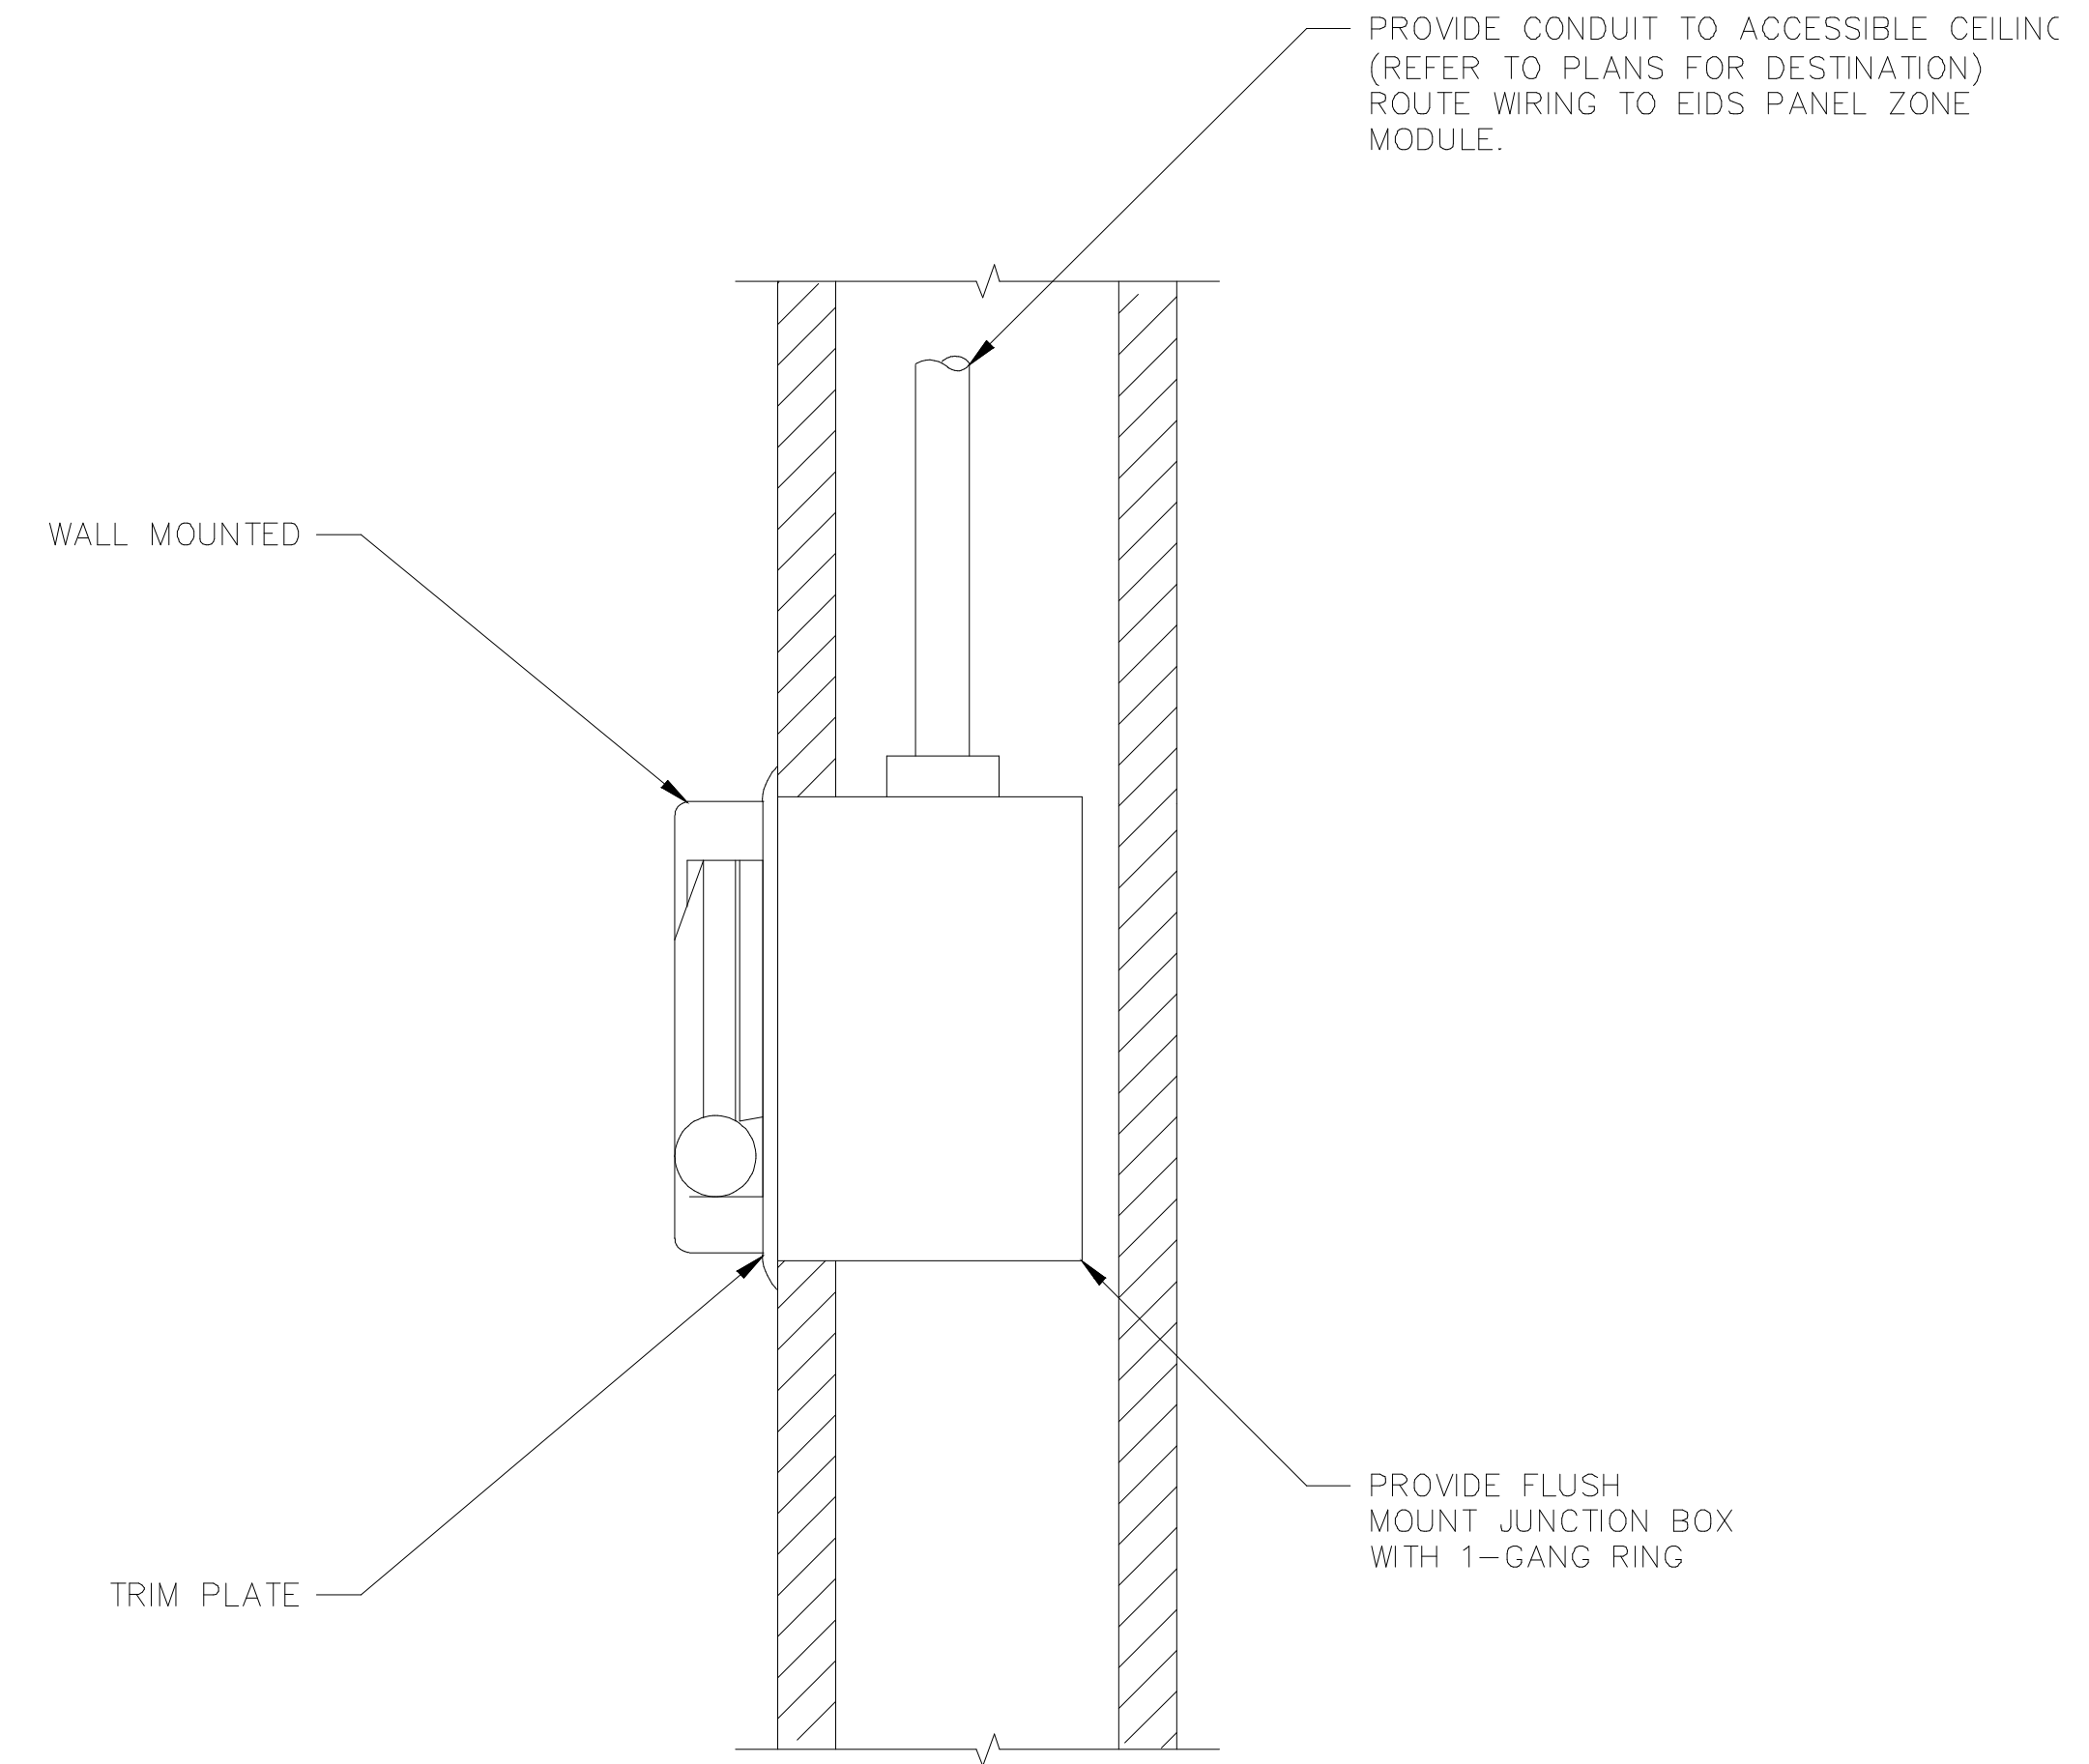 PROVIDE CONDUIT TO ACCESSIBLE
(REFER TO PLANS FOR DESTINATION)
ROUTE WIRING TO EIDS PANEL ZONE
MODULE.
WALL MOUNTED
PROVIDE FLUSH
MOUNT JUNCTION BOX
WITH 1-GANG RING
TRIM PLATE